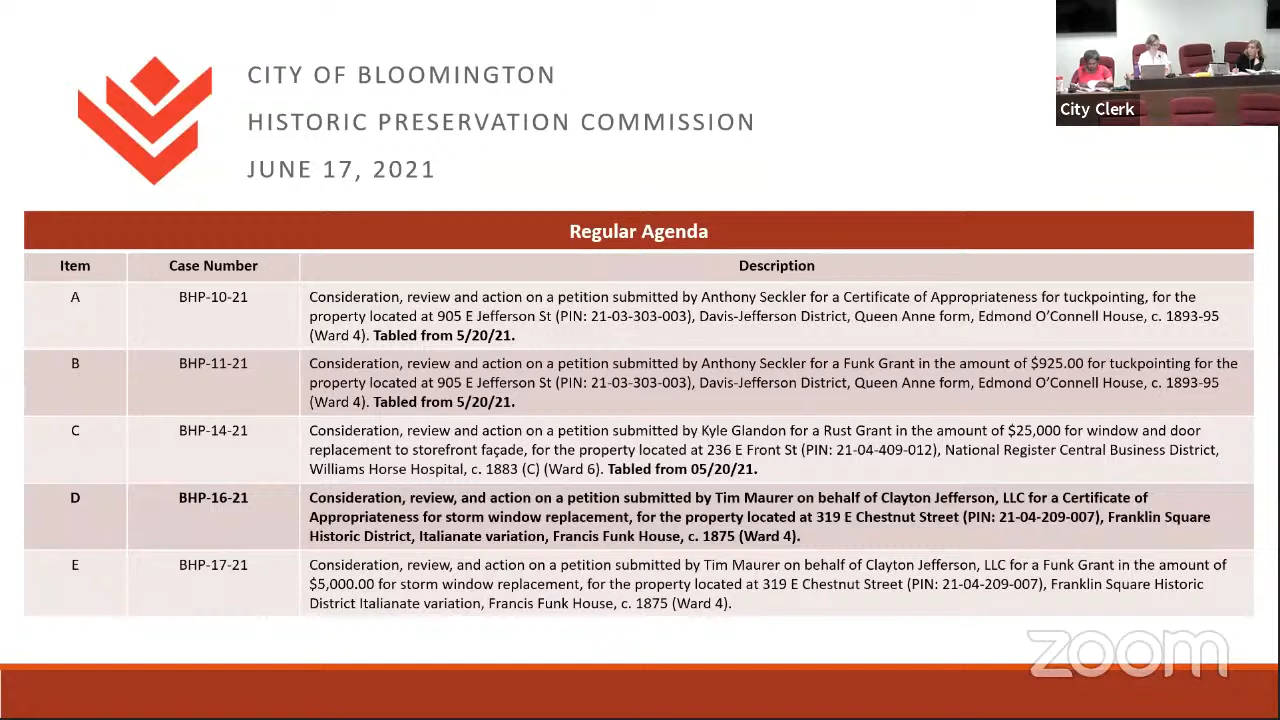 CITY OF BLOOMINGTON
HISTORIC PRESERVATION COMMISSION
JUNE 17, 2021
City Clerk
Regular Agenda
Item Case Number Description
A BHP-10-21 Consideration, review and action on a petition submitted by Anthony Seckler for a Certificate of Appropriateness for tuckpointing, for the
property located at 905 E Jefferson St (PIN: 21-03-303-003), Davis-Jefferson District, Queen Anne form, Edmond O’Connell House, c. 1893-95
(Ward 4). Tabled from 5/20/21.
B BHP-11-21 Consideration, review and action on a petition submitted by Anthony Seckler for a Funk Grant in the amount of $925.00 for tuckpointing for the
property located at 905 E Jefferson St (PIN: 21-03-303-003), Davis-Jefferson District, Queen Anne form, Edmond O’Connell House, c. 1893-95
(Ward 4). Tabled from 5/20/21.
C BHP-14-21 Consideration, review and action on a petition submitted by Kyle Glandon for a Rust Grant in the amount of $25,000 for window and door
replacement to storefront façade, for the property located at 236 E Front St (PIN: 21-04-409-012), National Register Central Business District,
Williams Horse Hospital, c. 1883 (C) (Ward 6). Tabled from 05/20/21.
D BHP-16-21 Consideration, review, and action on a petition submitted by Tim Maurer on behalf of Clayton Jefferson, LLC for a Certificate of
Appropriateness for storm window replacement, for the property located at 319 E Chestnut Street (PIN: 21-04-209-007), Franklin Square
Historic District, Italianate variation, Francis Funk House, c. 1875 (Ward 4).
E BHP-17-21 Consideration, review, and action on a petition submitted by Tim Maurer on behalf of Clayton Jefferson, LLC for a Funk Grant in the amount of
$5,000.00 for storm window replacement, for the property located at 319 E Chestnut Street (PIN: 21-04-209-007), Franklin Square Historic
District Italianate variation, Francis Funk House, c. 1875 (Ward 4).
zoom